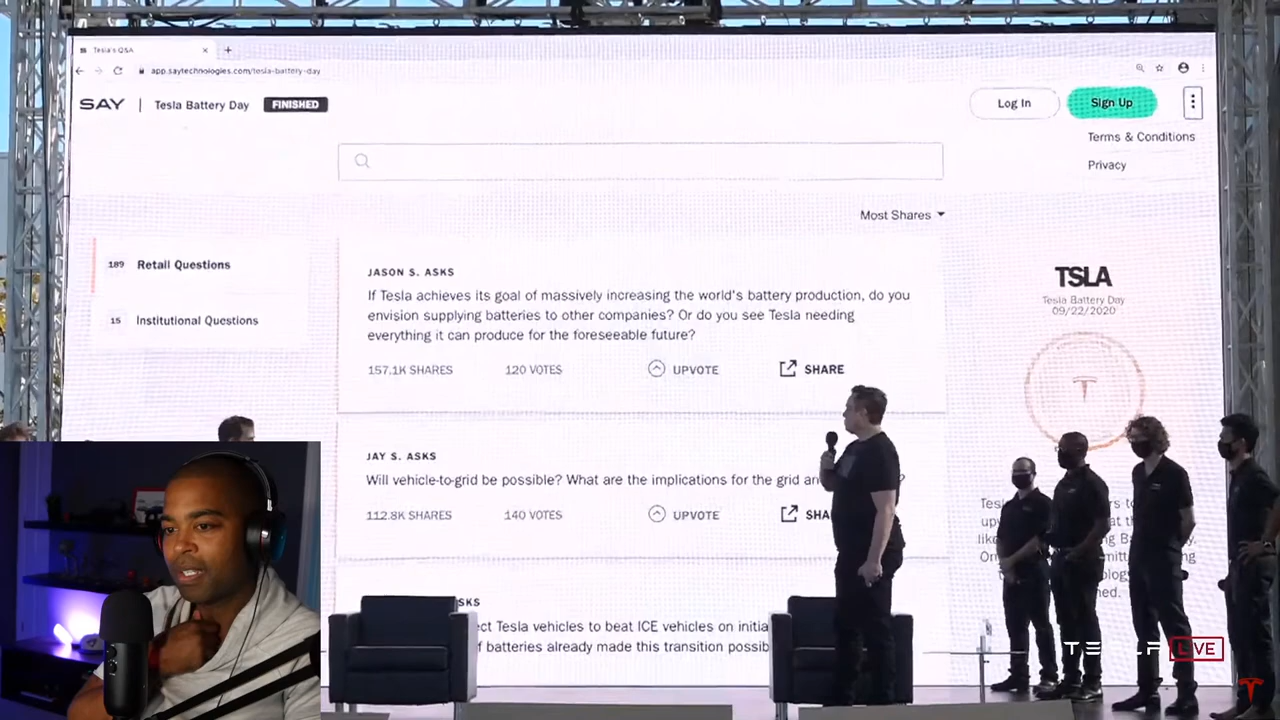 Tesla's Q&A
app.saytechnologies.com/tesla-battery-day
SAY | Tesla Battery Day FINISHED
Log In
Sign Up
Terms & Conditions
Privacy
Most Shares
189 Retail Questions
15 Institutional Questions
JASON S. ASKS
If Tesla achieves its goal of massively increasing the world's battery production, do you
envision supplying batteries to other companies? Or do you see Tesla needing
everything it can produce for the foreseeable future?
157.1K SHARES 120 VOTES UPVOTE SHARE
JAY S. ASKS
Will vehicle-to-grid be possible? What are the implications for the grid
112.8K SHARES 140 VOTES UPVOTE
Tesla vehicles to beat ICE vehicles on
of batteries already made this transition
TSLA
Tesla Battery Day
09/22/2020
TESLA LIVE